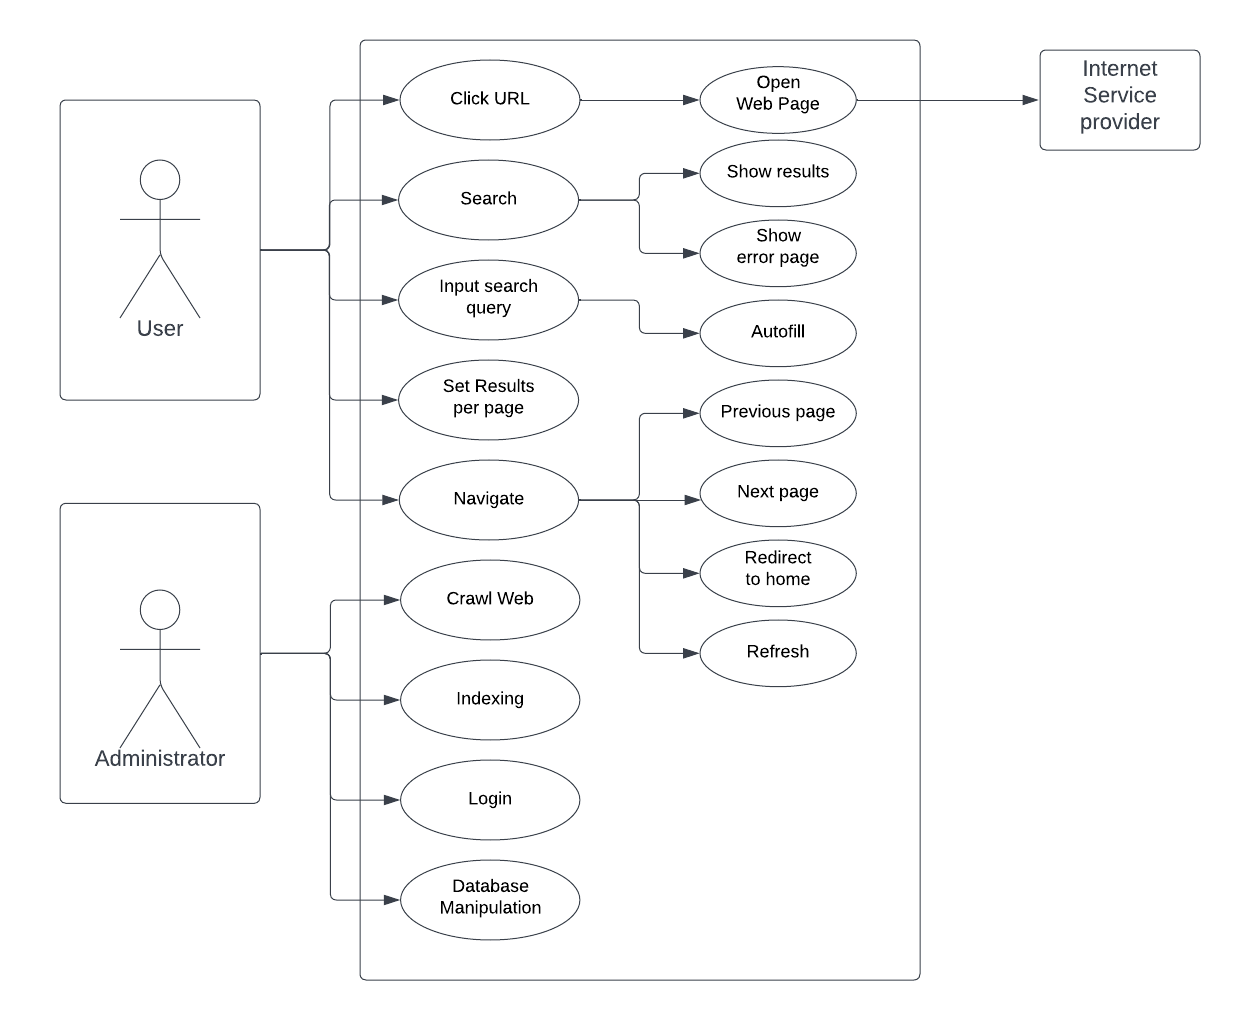 Click URL
Open
Web Page
Internet
Service
provider
Search
Show results
Show
error page
Input search
query
Autofill
User
Set Results
per page
Previous page
Navigate
Next page
Redirect
to home
Crawl Web
Refresh
Indexing
Administrator
Login
Database
Manipulation